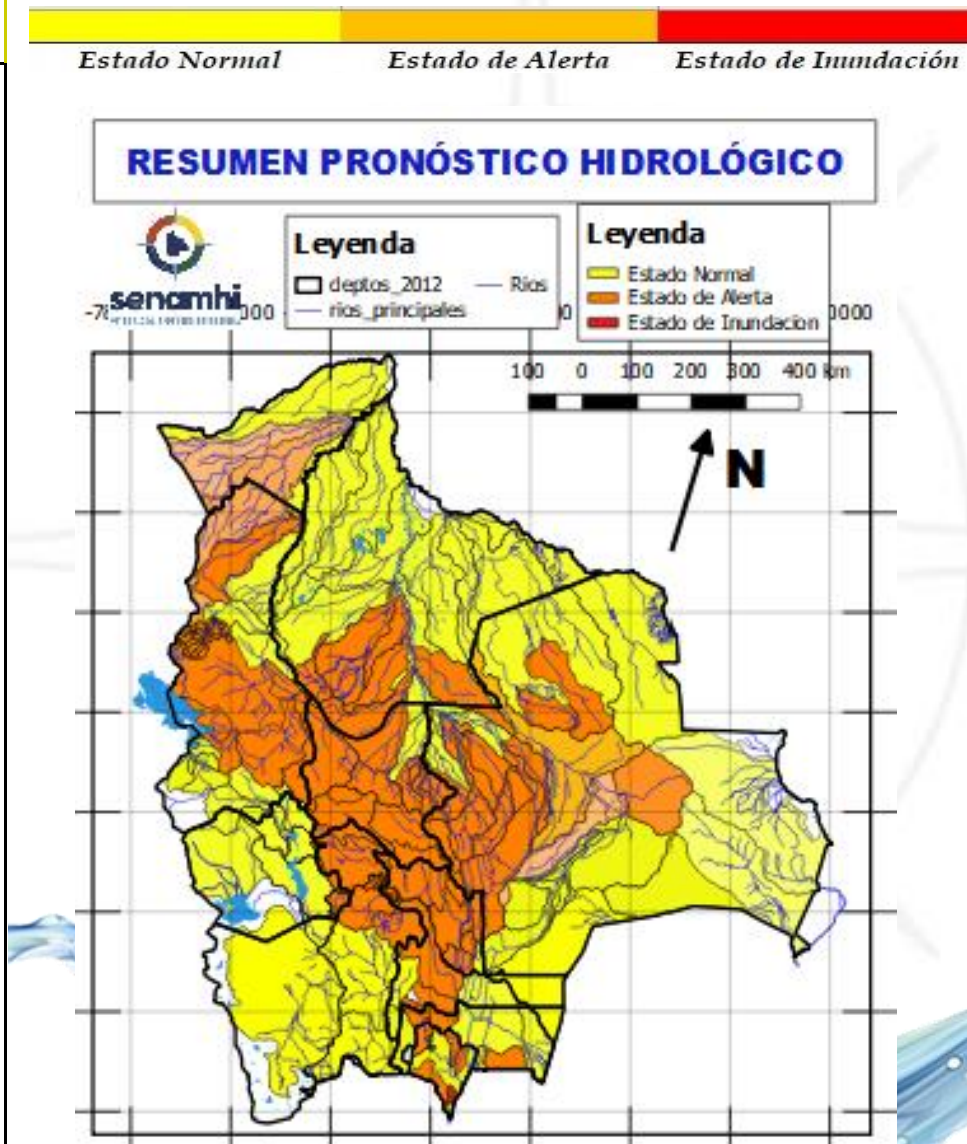 Estado Normal Estado de Alerta Estado de Inundación
RESUMEN PRONÓSTICO HIDROLÓGICO
senamhi
Leyenda
deptos_2012 Rios
rios_principales
Leyenda
Estado Normal
Estado de Alerta
Estado de Inundacion
100 0 100 200 300 400 km
N